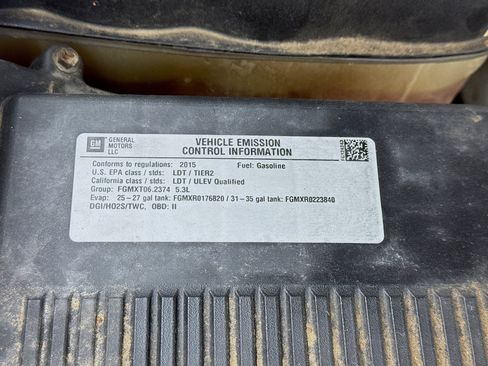 GM
GENERAL MOTORS LLC
VEHICLE EMISSION
CONTROL INFORMATION
Conforms to regulations: 2015 Fuel: Gasoline
U.S. EPA class / stds: LDT / TIER2
California class / stds: LDT / ULEV Qualified
Group: FGMXT06.2374 5.3L
Evap: 25-27 gal tank: FGMXR0176820 / 31-35 gal tank: FGMXR0223840
DGI/HO2S/TWC, OBD: II